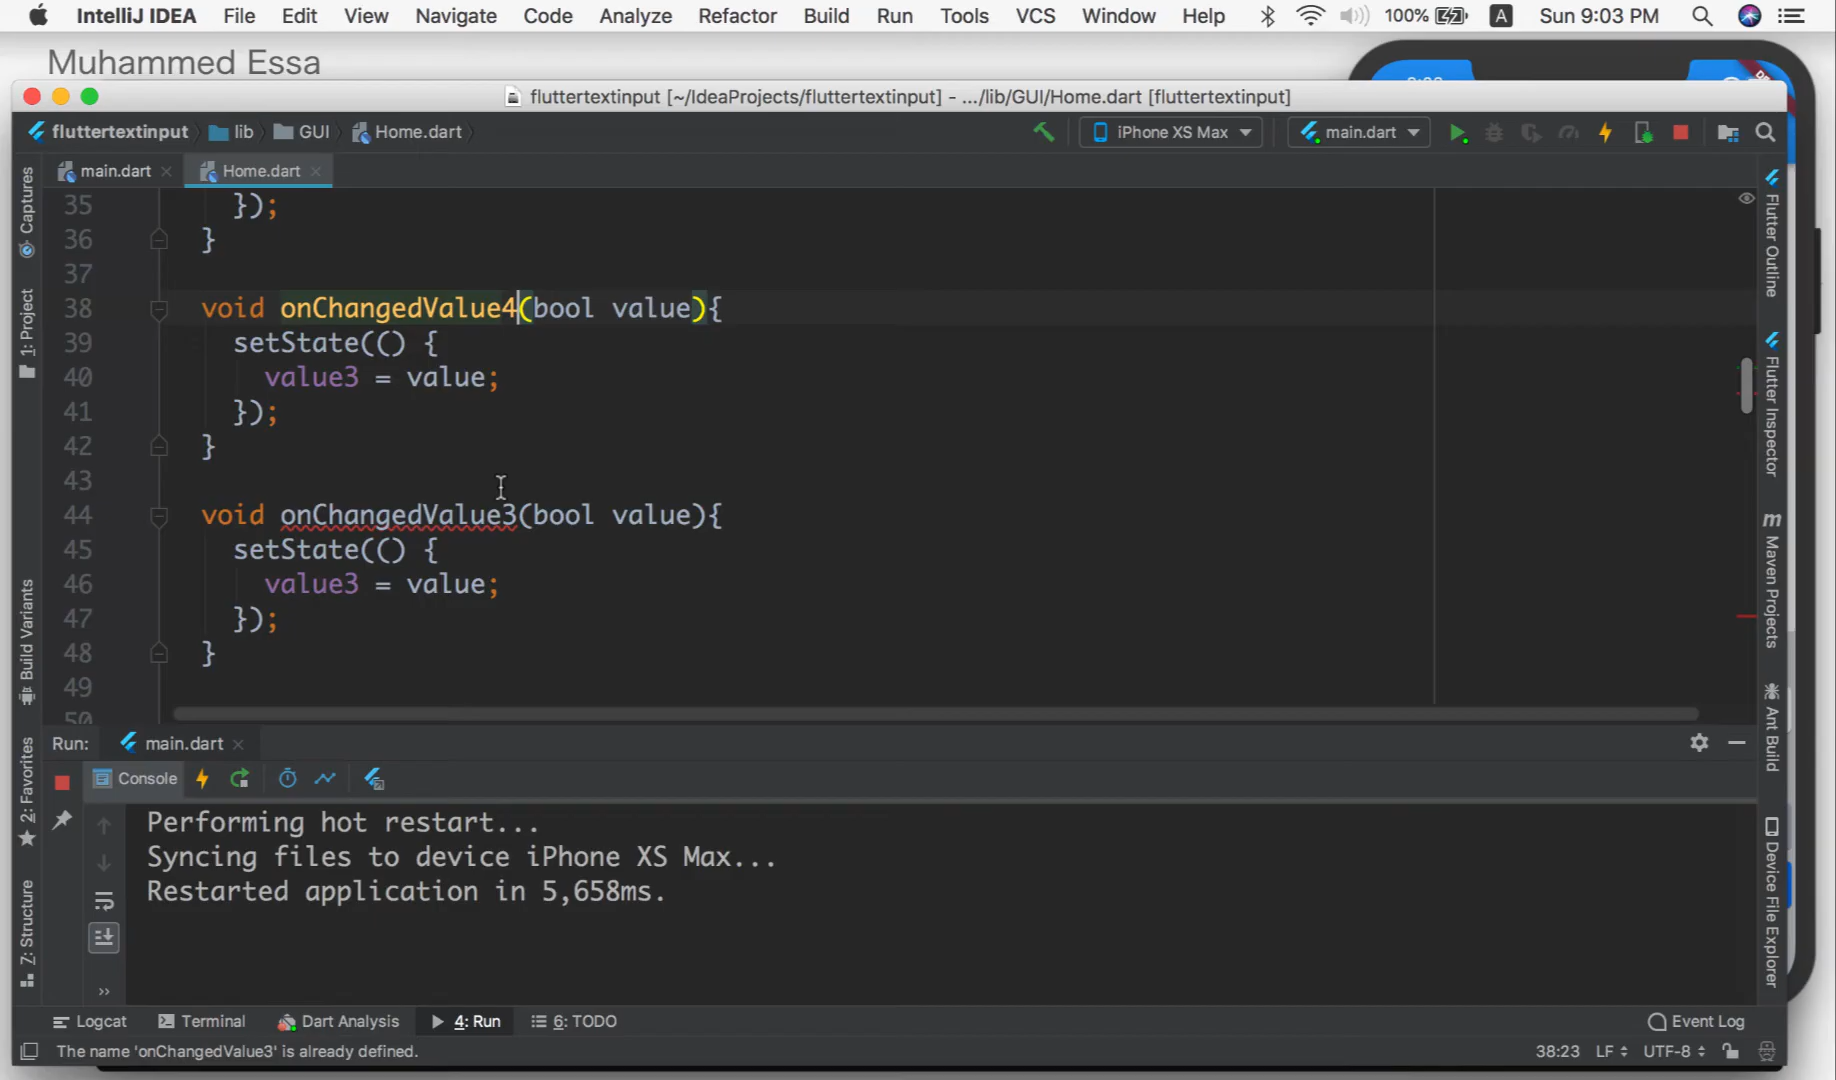 IntelliJ IDEA File Edit View Navigate Code Analyze Refactor Build Run Tools VCS Window Help 100% A Sun 9:03 PM
Muhammed Essa
fluttertextinput [~/IdeaProjects/fluttertextinput] - .../lib/GUI/Home.dart [fluttertextinput]
fluttertextinput lib GUI Home.dart iPhone XS Max main.dart
main.dart Home.dart
35 });
36 }
37
38 void onChangedValue4(bool value){
39 setState(() {
40 value3 = value;
41 });
42 }
43
44 void onChangedValue3(bool value){
45 setState(() {
46 value3 = value;
47 });
48 }
49
50
Captures
1: Project
Build Variants
2: Favorites
7: Structure
Flutter Outline
Flutter Inspector
m Maven Projects
Ant Build
Device File Explorer
Run: main.dart
Console
Performing hot restart...
Syncing files to device iPhone XS Max...
Restarted application in 5,658ms.
»
Logcat Terminal Dart Analysis 4: Run 6: TODO Event Log
The name 'onChangedValue3' is already defined. 38:23 LF UTF-8